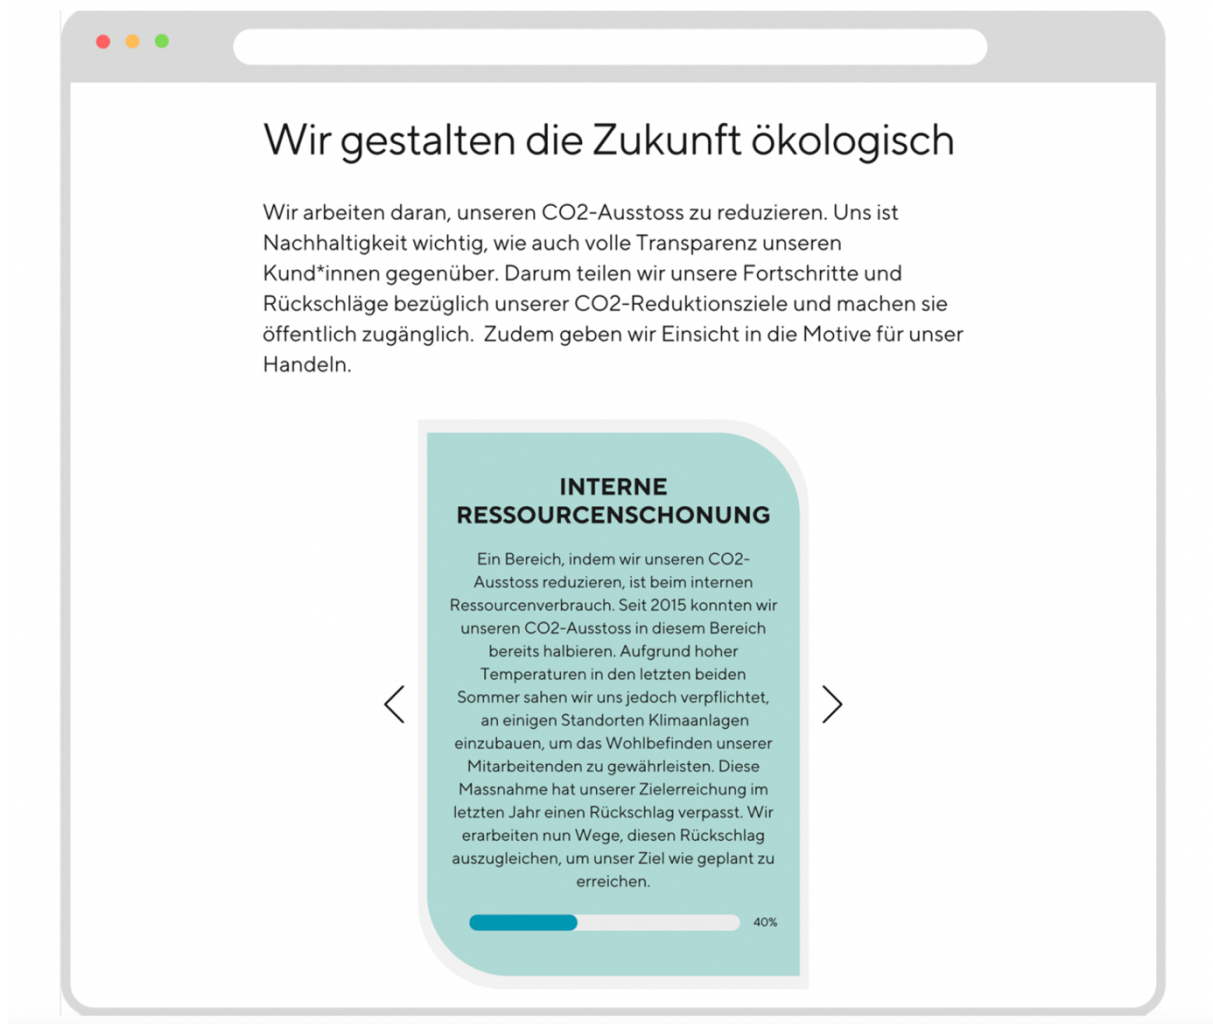 Wir gestalten die Zukunft ökologisch
Wir arbeiten daran, unseren CO2-Ausstoss zu reduzieren. Uns ist
Nachhaltigkeit wichtig, wie auch volle Transparenz unseren
Kund*innen gegenüber. Darum teilen wir unsere Fortschritte und
Rückschläge bezüglich unserer CO2-Reduktionsziele und machen sie
öffentlich zugänglich.  Zudem geben wir Einsicht in die Motive für unser
Handeln.
INTERNE
RESSOURCENSCHONUNG
Ein Bereich, indem wir unseren CO2-
Ausstoss reduzieren, ist beim internen
Ressourcenverbrauch. Seit 2015 konnten wir
unseren CO2-Ausstoss in diesem Bereich
bereits halbieren. Aufgrund hoher
Temperaturen in den letzten beiden
Sommer sahen wir uns jedoch verpflichtet,
an einigen Standorten Klimaanlagen
einzubauen, um das Wohlbefinden unserer
Mitarbeitenden zu gewährleisten. Diese
Massnahme hat unserer Zielerreichung im
letzten Jahr einen Rückschlag verpasst. Wir
erarbeiten nun Wege, diesen Rückschlag
auszugleichen, um unser Ziel wie geplant zu
erreichen.
40%